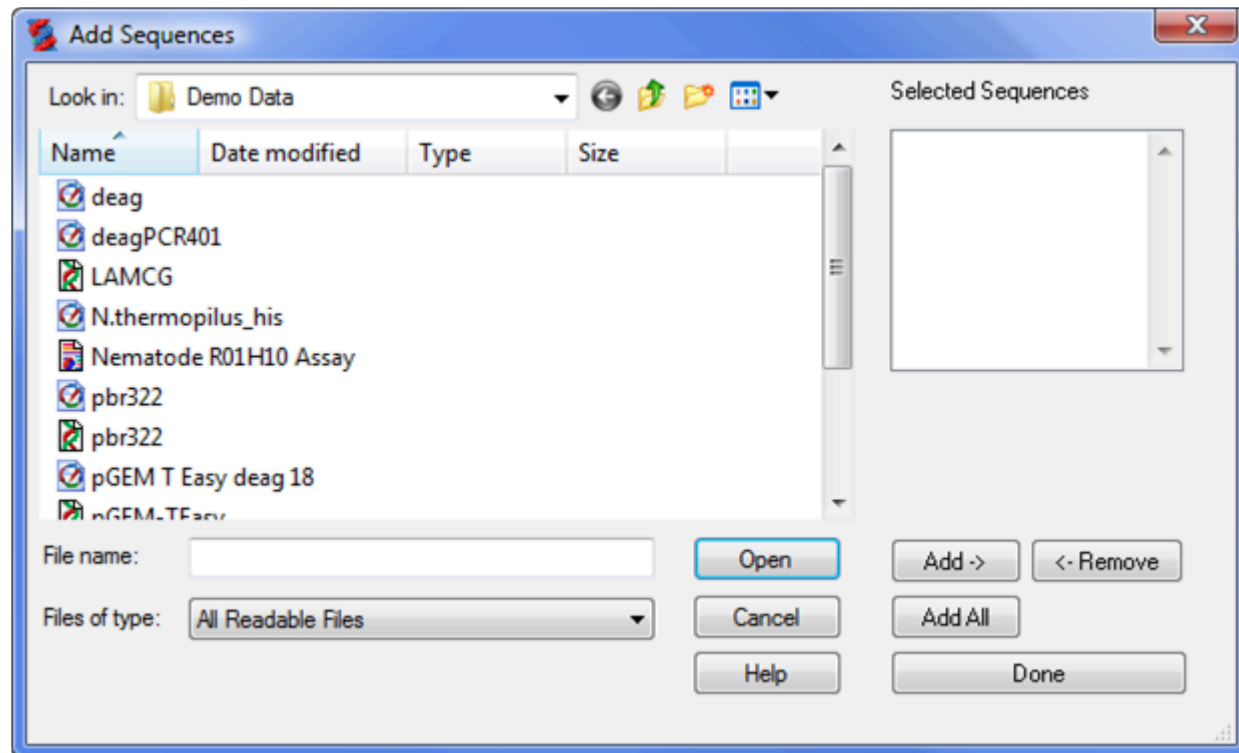 Add Sequences
Look in: Demo Data
Selected Sequences
Name Date modified Type Size
deag
deagPCR401
LAMCG
N.thermopilus_his
Nematode R01H10 Assay
pbr322
pbr322
pGEM T Easy deag 18
pGEM-TEasy
File name: Open Add -> <- Remove
Files of type: All Readable Files Cancel Add All
Help Done